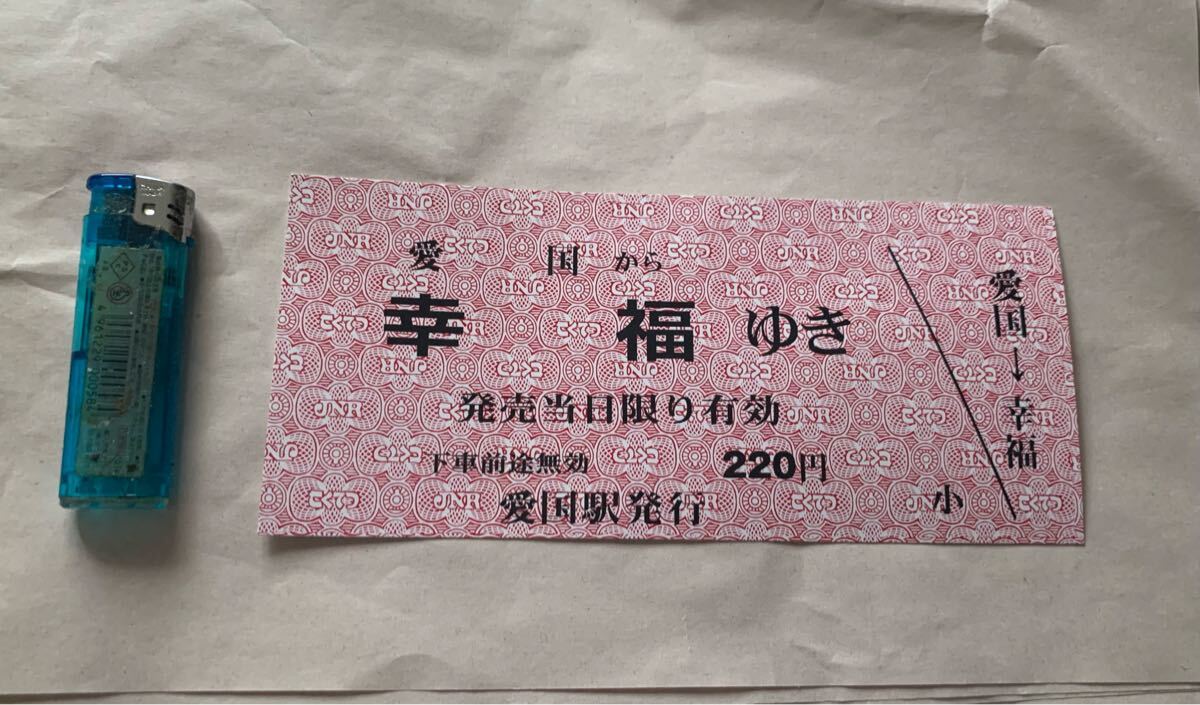 愛国から
幸福ゆき
発売当日限り有効
下車前途無効 220円
愛国駅発行
小
愛国→幸福
JNR